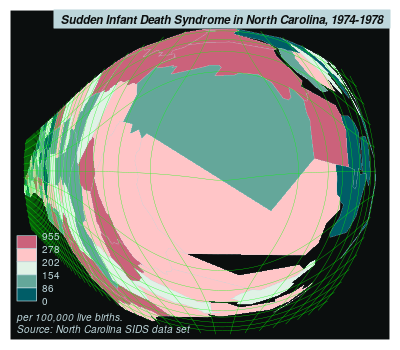 Sudden Infant Death Syndrome in North Carolina, 1974-1978
955
278
202
154
86
0
per 100,000 live births.
Source: North Carolina SIDS data set